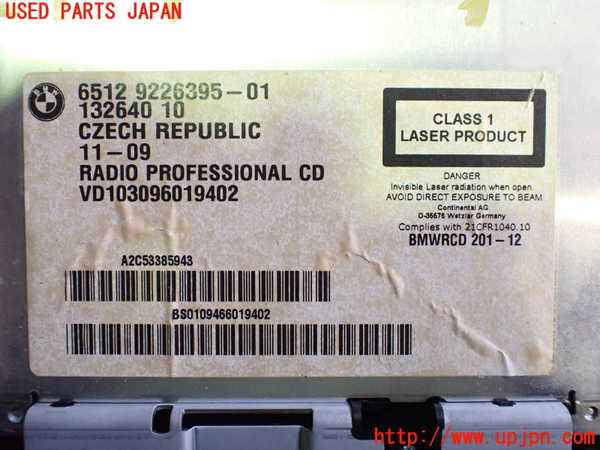 USED PARTS JAPAN
BMW
6512 9226395-01
132640 10
CZECH REPUBLIC
11-09
RADIO PROFESSIONAL CD
VD103096019402
CLASS 1
LASER PRODUCT
DANGER
Invisible Laser radiation when open.
AVOID DIRECT EXPOSURE TO BEAM
Continental AG
D-35576 Wetzlar Germany
Complies with 21CFR1040.10
BMWRCD 201-12
A2C53385943
BS0109466019402
http://www.upjpn.com/